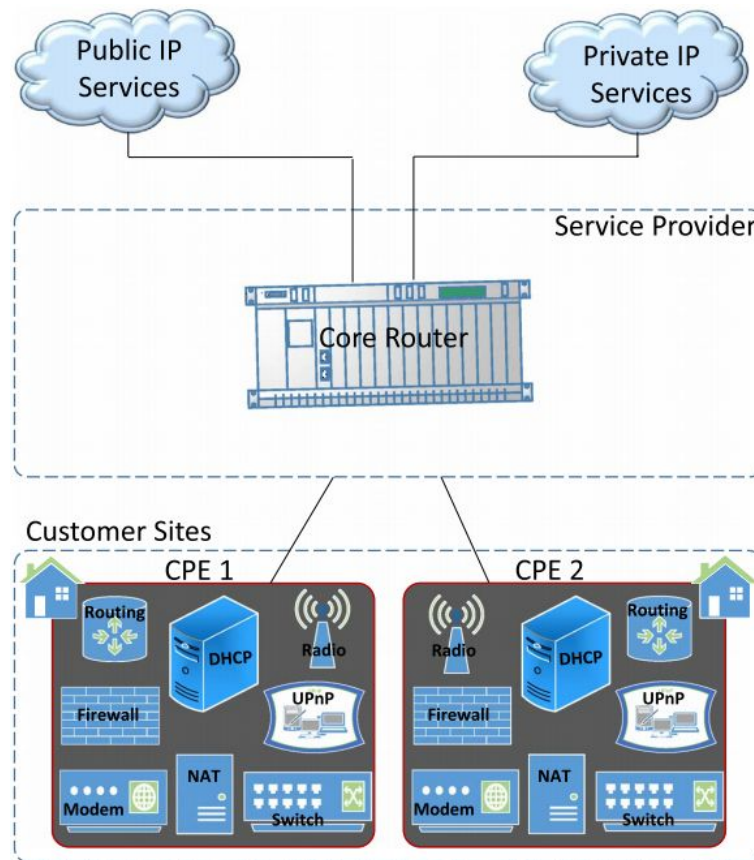 Public IP
Services
Private IP
Services
Service Provider
Core Router
Customer Sites
CPE 1
CPE 2
Routing
DHCP
Radio
Firewall
UPnP
Modem
NAT
Switch
Radio
DHCP
Routing
Firewall
UPnP
Modem
NAT
Switch